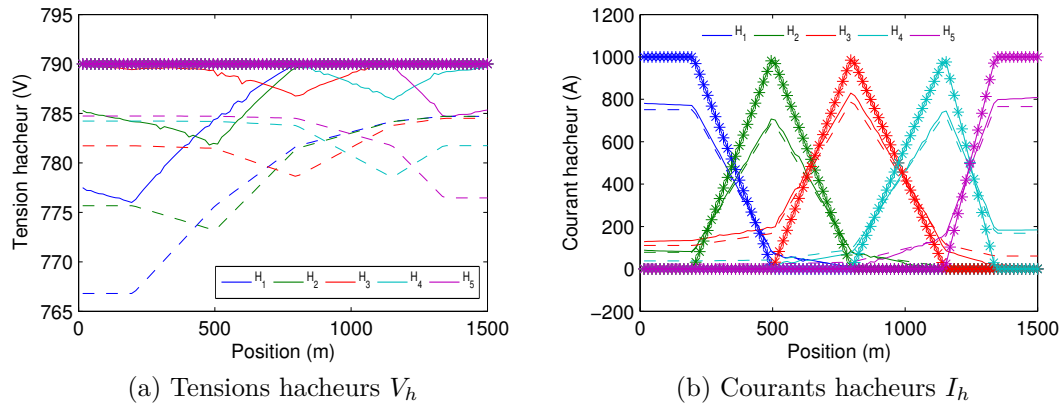 795
790
785
780
775
770
765
0
500
1000
1500
Position (m)
Tension hacheur (V)
H1 H2 H3 H4 H5
(a) Tensions hacheurs Vh
1200
1000
800
600
400
200
0
−200
0
500
1000
1500
Position (m)
Courant hacheur (A)
H1 H2 H3 H4 H5
(b) Courants hacheurs Ih